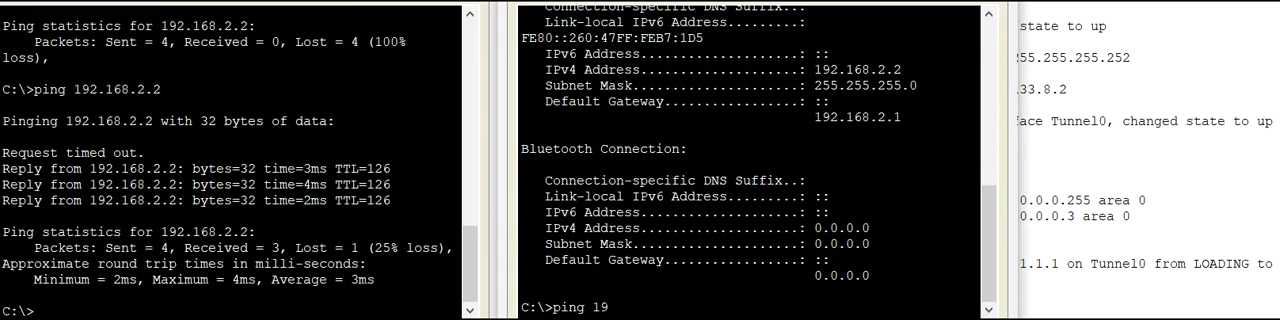 Ping statistics for 192.168.2.2:
Packets: Sent = 4, Received = 0, Lost = 4 (100%
loss),
C:\>ping 192.168.2.2
Pinging 192.168.2.2 with 32 bytes of data:
Request timed out.
Reply from 192.168.2.2: bytes=32 time=3ms TTL=126
Reply from 192.168.2.2: bytes=32 time=4ms TTL=126
Reply from 192.168.2.2: bytes=32 time=2ms TTL=126
Ping statistics for 192.168.2.2:
Packets: Sent = 4, Received = 3, Lost = 1 (25% loss),
Approximate round trip times in milli-seconds:
Minimum = 2ms, Maximum = 4ms, Average = 3ms
C:\>
Connection-specific DNS Suffix..:
Link-local IPv6 Address.........:
FE80::260:47FF:FEB7:1D5
IPv6 Address....................: ::
IPv4 Address....................: 192.168.2.2
Subnet Mask.....................: 255.255.255.0
Default Gateway.................: ::
192.168.2.1
Bluetooth Connection:
Connection-specific DNS Suffix..:
Link-local IPv6 Address.........: ::
IPv6 Address....................: ::
IPv4 Address....................: 0.0.0.0
Subnet Mask.....................: 0.0.0.0
Default Gateway.................: ::
0.0.0.0
C:\>ping 19
state to up
255.255.255.252
33.8.2
face Tunnel0, changed state to up
0.0.0.255 area 0
0.0.0.3 area 0
1.1.1 on Tunnel0 from LOADING to